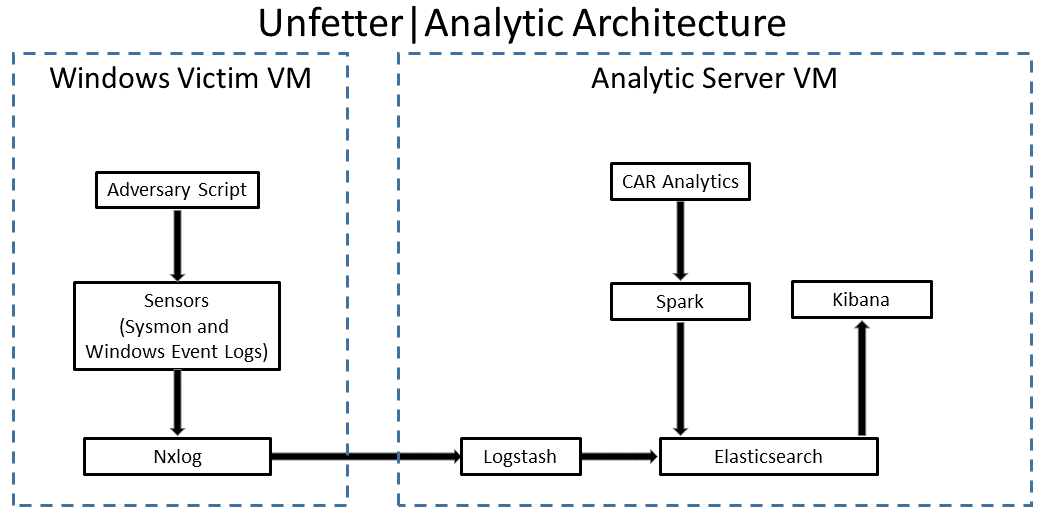 Unfetter|Analytic Architecture
Windows Victim VM
Adversary Script
Sensors
(Sysmon and
Windows Event Logs)
Nxlog
Analytic Server VM
CAR Analytics
Spark
Kibana
Logstash
Elasticsearch